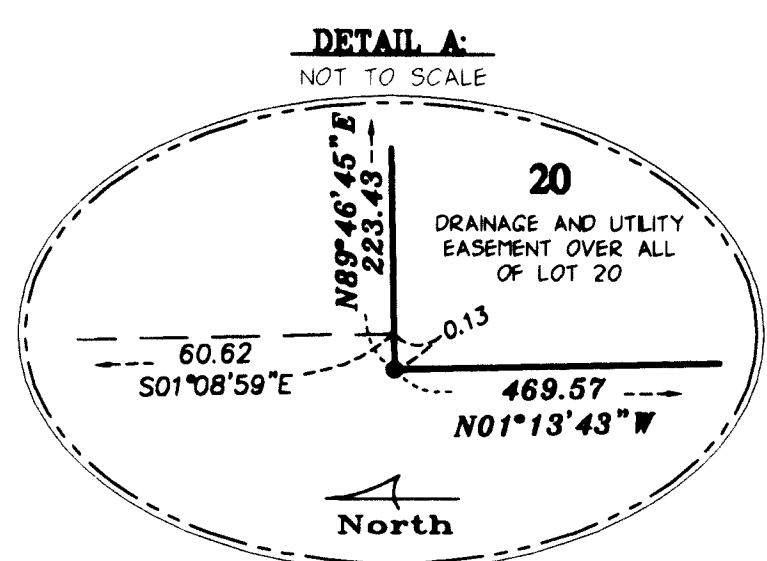 DETAIL A:
NOT TO SCALE
N89°46'45"E
223.43
20
DRAINAGE AND UTILITY
EASEMENT OVER ALL
OF LOT 20
0.13
60.62
S01°08'59"E
469.57
N01°13'43"W
North